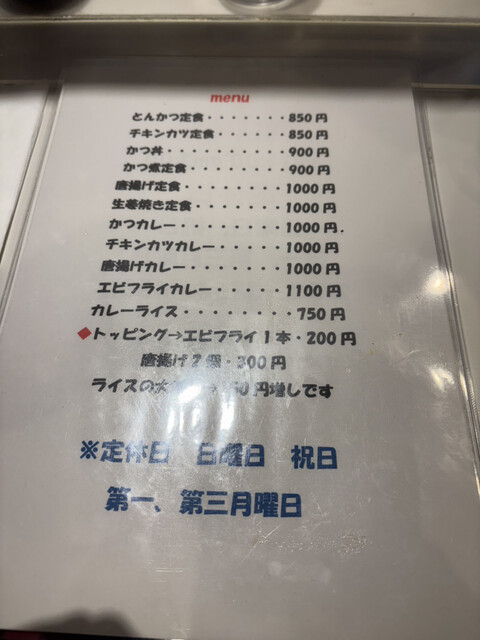 menu
とんかつ定食・・・・・・・850円
チキンカツ定食・・・・・・850円
かつ丼・・・・・・・・・・900円
かつ煮定食・・・・・・・・900円
唐揚げ定食・・・・・・・・1000円
生姜焼き定食・・・・・・・1000円
かつカレー・・・・・・・・1000円.
チキンカツカレー・・・・・1000円
唐揚げカレー・・・・・・・1000円
エビフライカレー・・・・・1100円
カレーライス・・・・・・・・750円
◆トッピング→エビフライ1本・200円
唐揚げ2個・300円
ライスの大 円増しです
※定休日 日曜日 祝日
第一、第三月曜日